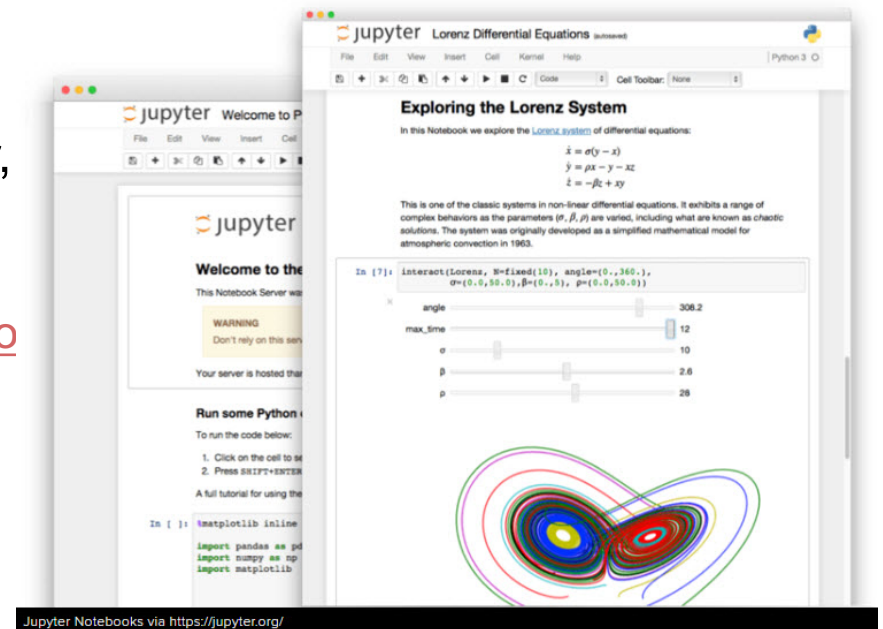 jupyter Lorenz Differential Equations (autosaved)
File Edit View Insert Cell Kernel Help Python 3
Code Cell Toolbar: None
Exploring the Lorenz System
In this Notebook we explore the Lorenz system of differential equations:
ẋ = σ(y − x)
ẏ = ρx − y − xz
ż = −βz + xy
This is one of the classic systems in non-linear differential equations. It exhibits a range of
complex behaviors as the parameters (σ, β, ρ) are varied, including what are known as chaotic
solutions. The system was originally developed as a simplified mathematical model for
atmospheric convection in 1963.
In [7]: interact(Lorenz, N=fixed(10), angle=(0.,360.),
σ=(0.0,50.0),β=(0.,5), ρ=(0.0,50.0))
angle 308.2
max_time 12
σ 10
β 2.6
ρ 28
jupyter Welcome to P
File Edit View Insert Cell
jupyter
Welcome to the
This Notebook Server was
WARNING
Don't rely on this serv
Your server is hosted than
Run some Python
To run the code below:
1. Click on the cell to se
2. Press SHIFT+ENTER
A full tutorial for using the
In [ ]: %matplotlib inline
import pandas as pd
import numpy as np
import matplotlib
Jupyter Notebooks via https://jupyter.org/